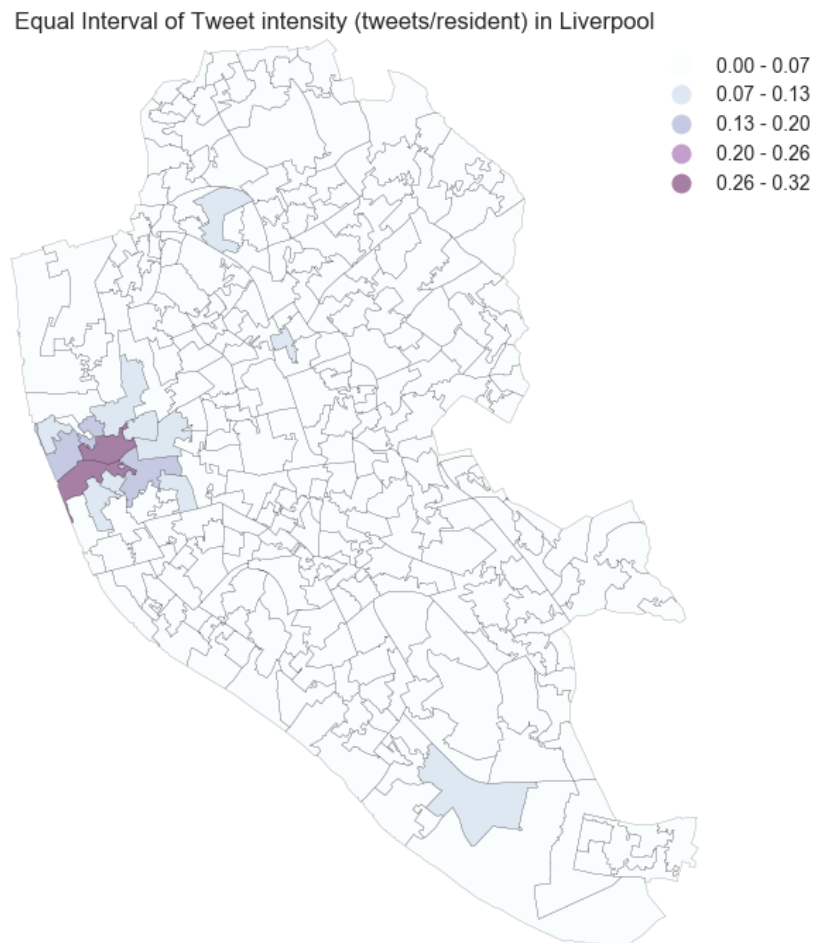 Equal Interval of Tweet intensity (tweets/resident) in Liverpool
0.00 - 0.07
0.07 - 0.13
0.13 - 0.20
0.20 - 0.26
0.26 - 0.32